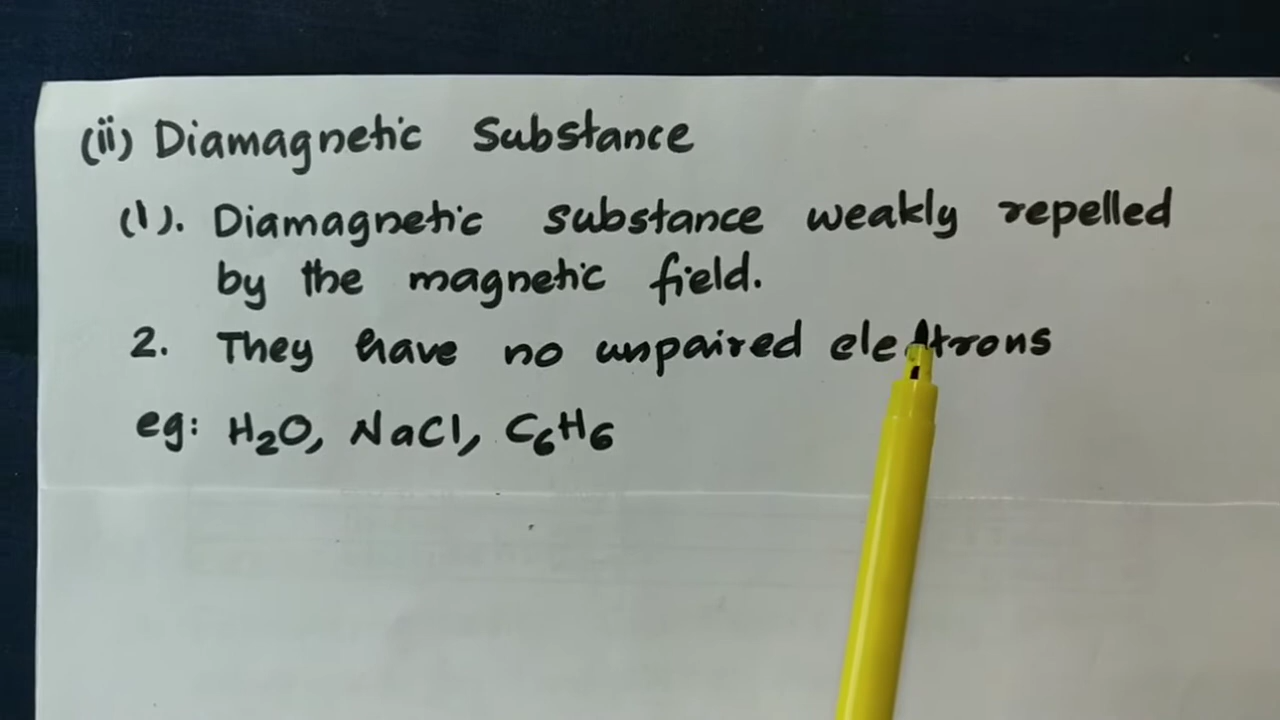 (ii) Diamagnetic Substance
(1). Diamagnetic substance weakly repelled
by the magnetic field.
2. They have no unpaired electrons
eg: H₂O, NaCl, C₆H₆